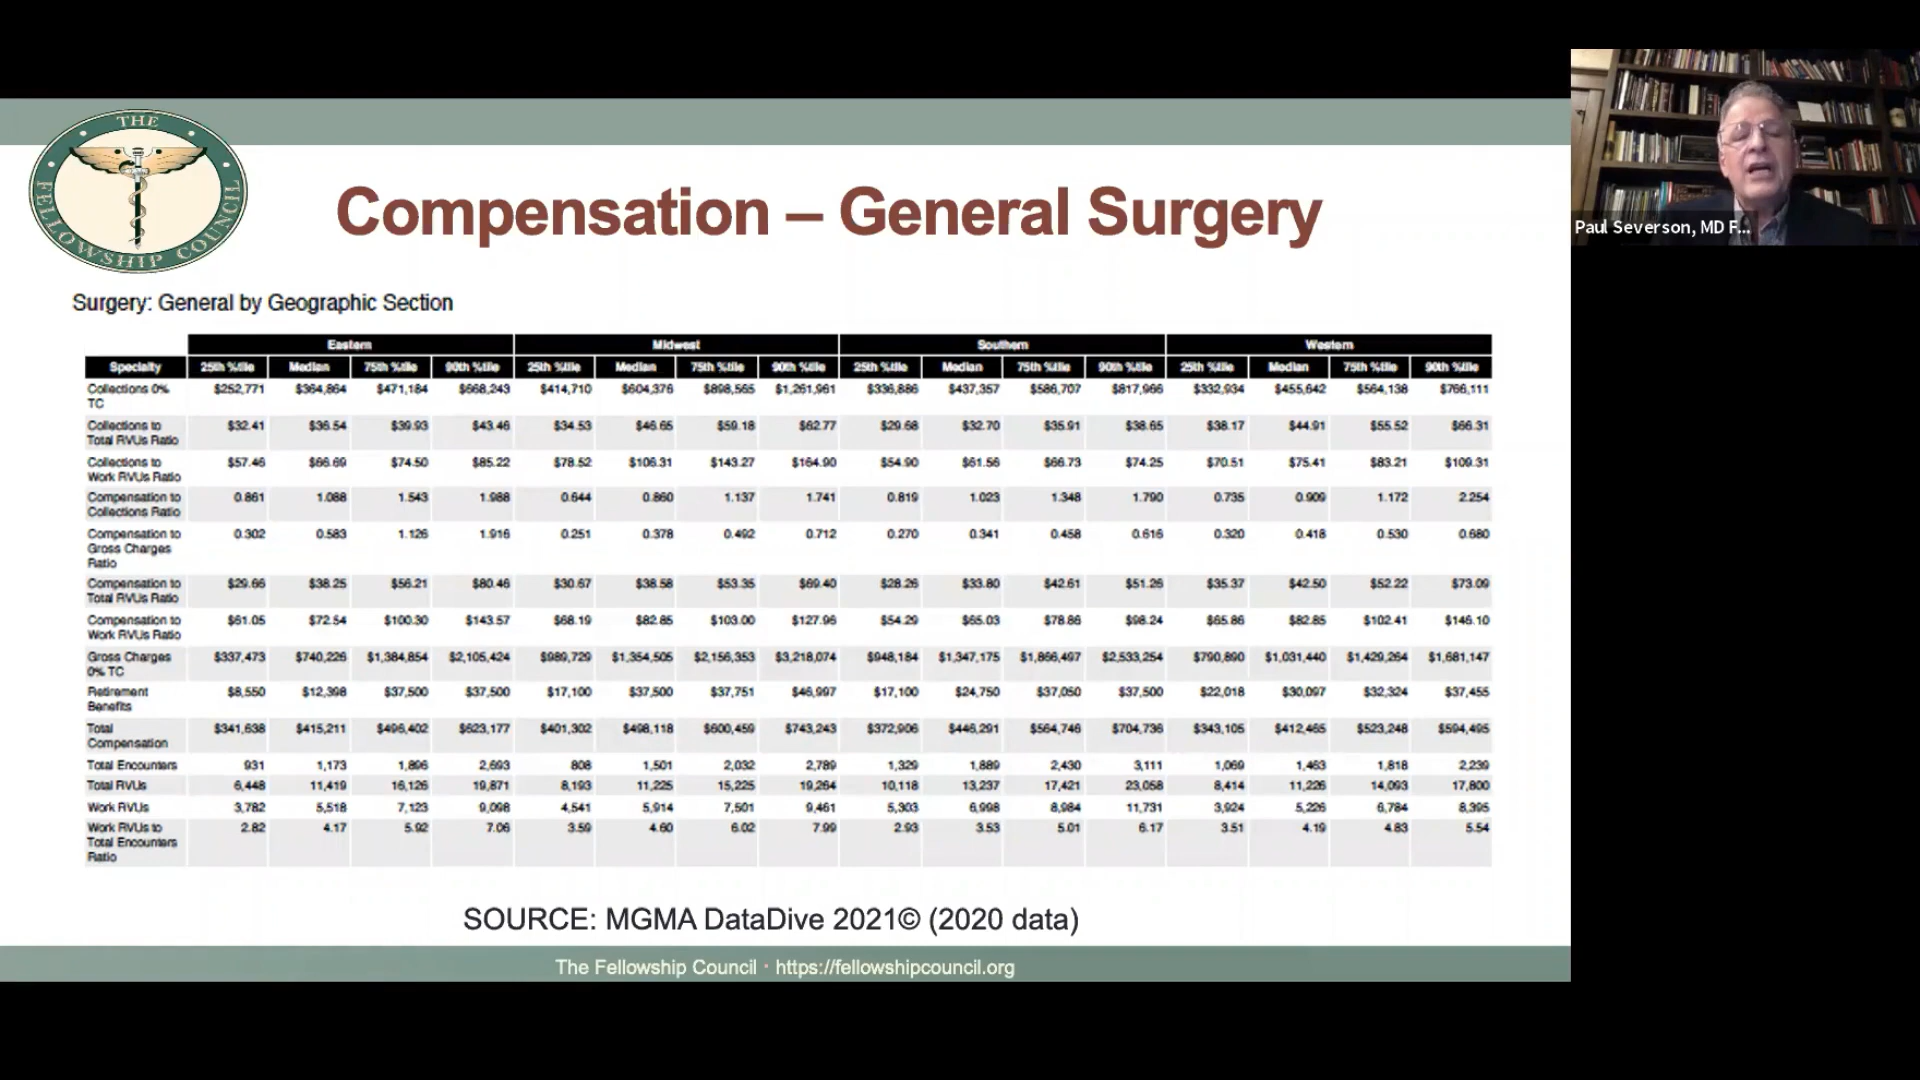 THE
FELLOWSHIP COUNCIL
Compensation – General Surgery
Paul Severson, MD F...
Surgery: General by Geographic Section
Eastern Midwest Southern Western
Specialty 25th %tile Median 75th %tile 90th %tile 25th %tile Median 75th %tile 90th %tile 25th %tile Median 75th %tile 90th %tile 25th %tile Median 75th %tile 90th %tile
Collections 0% $252,771 $364,864 $471,184 $668,243 $414,710 $604,376 $898,565 $1,261,961 $336,886 $437,357 $586,707 $817,966 $332,934 $455,642 $564,138 $766,111
TC
Collections to $32.41 $36.54 $39.93 $43.46 $34.53 $46.65 $59.18 $62.77 $29.68 $32.70 $35.91 $38.65 $38.17 $44.91 $55.52 $66.31
Total RVUs Ratio
Collections to $57.46 $66.69 $74.50 $85.22 $78.52 $106.31 $143.27 $164.90 $54.90 $61.56 $66.73 $74.25 $70.51 $75.41 $83.21 $109.31
Work RVUs Ratio
Compensation to 0.861 1.088 1.543 1.988 0.644 0.860 1.137 1.741 0.819 1.023 1.348 1.790 0.735 0.909 1.172 2.254
Collections Ratio
Compensation to 0.302 0.583 1.126 1.916 0.251 0.378 0.492 0.712 0.270 0.341 0.458 0.616 0.320 0.418 0.530 0.680
Gross Charges
Ratio
Compensation to $29.66 $38.25 $56.21 $80.46 $30.67 $38.58 $53.35 $69.40 $28.26 $33.80 $42.61 $51.26 $35.37 $42.50 $52.22 $73.09
Total RVUs Ratio
Compensation to $61.05 $72.54 $100.30 $143.57 $68.19 $82.85 $103.00 $127.96 $54.29 $65.03 $78.86 $98.24 $65.86 $82.85 $102.41 $146.10
Work RVUs Ratio
Gross Charges $337,473 $740,226 $1,384,854 $2,105,424 $989,729 $1,354,505 $2,156,353 $3,218,074 $948,184 $1,347,175 $1,866,497 $2,533,254 $790,890 $1,031,440 $1,429,264 $1,681,147
0% TC
Retirement $8,550 $12,398 $37,500 $37,500 $17,100 $37,500 $37,751 $46,997 $17,100 $24,750 $37,050 $37,500 $22,018 $30,097 $32,324 $37,455
Benefits
Total $341,638 $415,211 $496,402 $623,177 $401,302 $498,118 $600,459 $743,243 $372,906 $446,291 $564,746 $704,736 $343,105 $412,465 $523,248 $594,495
Compensation
Total Encounters 931 1,173 1,896 2,693 808 1,501 2,032 2,789 1,329 1,889 2,430 3,111 1,069 1,463 1,818 2,239
Total RVUs 6,448 11,419 16,126 19,871 8,193 11,225 15,225 19,264 10,118 13,237 17,421 23,058 8,414 11,226 14,093 17,800
Work RVUs 3,782 5,518 7,123 9,098 4,541 5,914 7,501 9,461 5,303 6,998 8,984 11,731 3,924 5,226 6,784 8,395
Work RVUs to 2.82 4.17 5.92 7.06 3.59 4.60 6.02 7.99 2.93 3.53 5.01 6.17 3.51 4.19 4.83 5.54
Total Encounters
Ratio
SOURCE: MGMA DataDive 2021© (2020 data)
The Fellowship Council · https://fellowshipcouncil.org